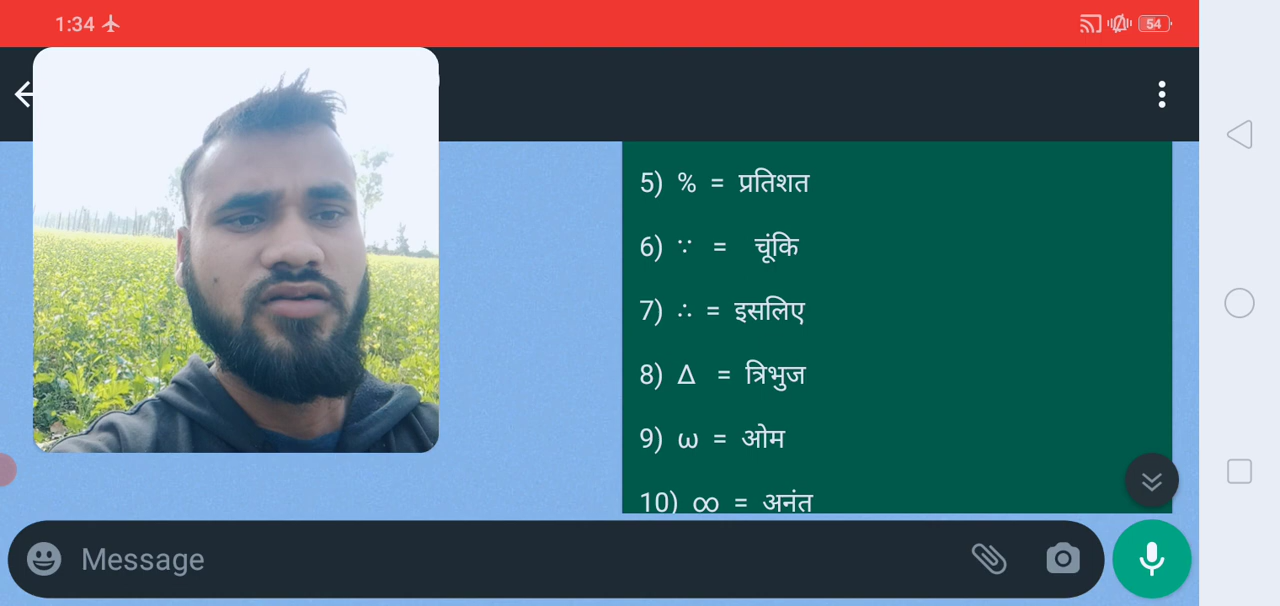 1:34
54
5) % = प्रतिशत
6) ∵ = चूंकि
7) ∴ = इसलिए
8) Δ = त्रिभुज
9) ω = ओम
10) ∞ = अनंत
Message